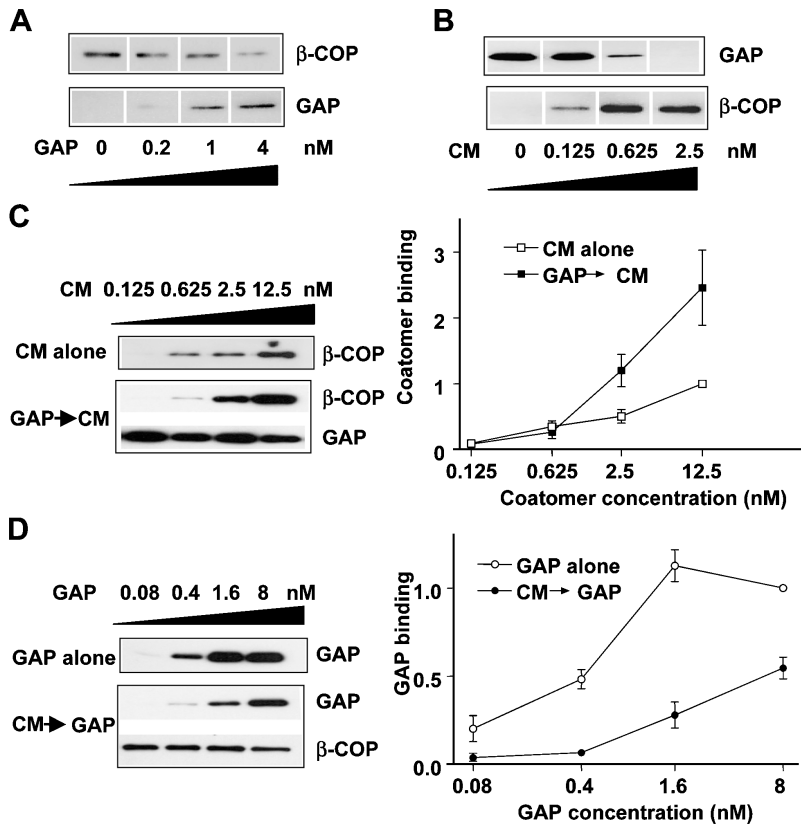 A
β-COP
GAP
GAP 0 0.2 1 4 nM
B
GAP
β-COP
CM 0 0.125 0.625 2.5 nM
C
CM 0.125 0.625 2.5 12.5 nM
CM alone
β-COP
GAP CM
β-COP
GAP
Coatomer binding
3
2
1
0
CM alone
GAP CM
0.125 0.625 2.5 12.5
Coatomer concentration (nM)
D
GAP 0.08 0.4 1.6 8 nM
GAP alone
GAP
CM GAP
GAP
β-COP
GAP binding
1.0
0.5
0.0
GAP alone
CM GAP
0.08 0.4 1.6 8
GAP concentration (nM)